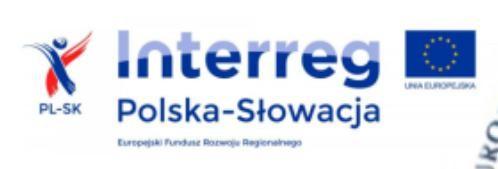 Interreg
PL-SK
Polska-Słowacja
UNIA EUROPEJSKA
Europejski Fundusz Rozwoju Regionalnego